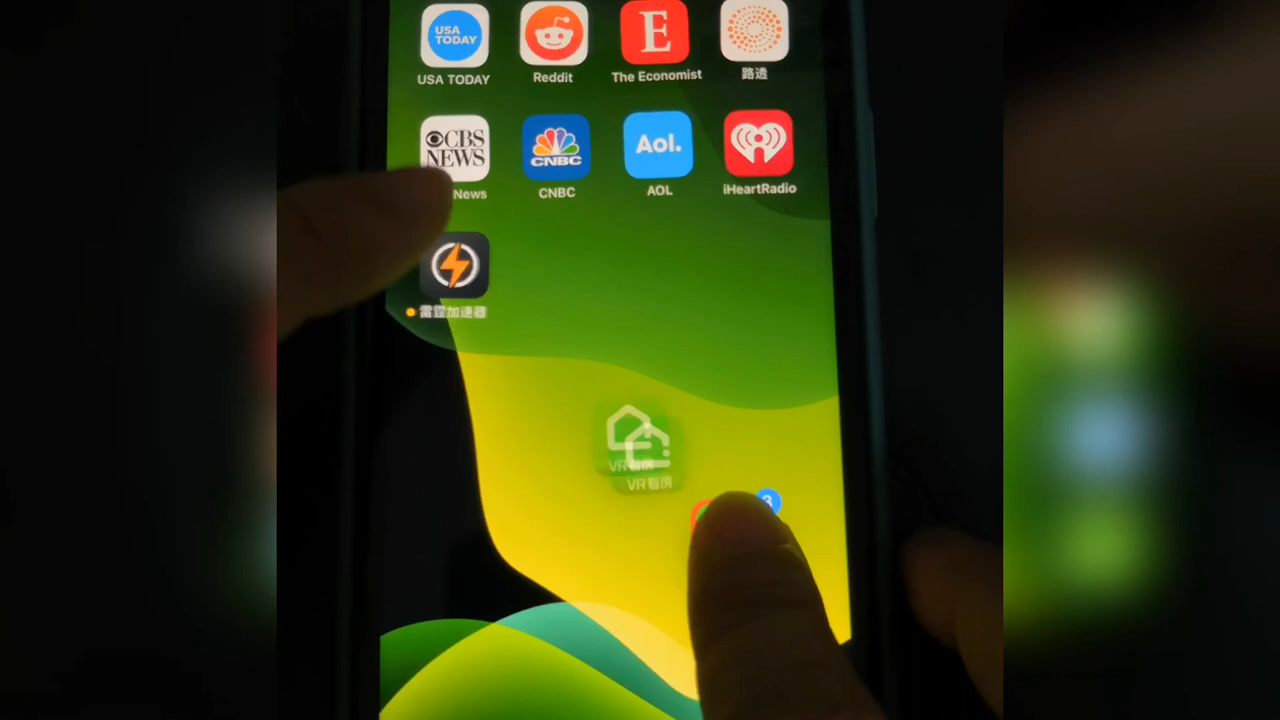 USA
TODAY
E
USA TODAY
Reddit
The Economist
路透
CBS
NEWS
CNBC
Aol.
News
CNBC
AOL
iHeartRadio
雷霆加速器
VR看房
VR看房
3